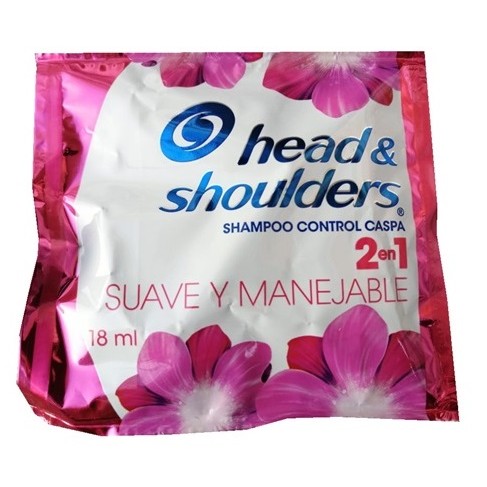 head &
shoulders®
SHAMPOO CONTROL CASPA
2en1
SUAVE Y MANEJABLE
18 ml